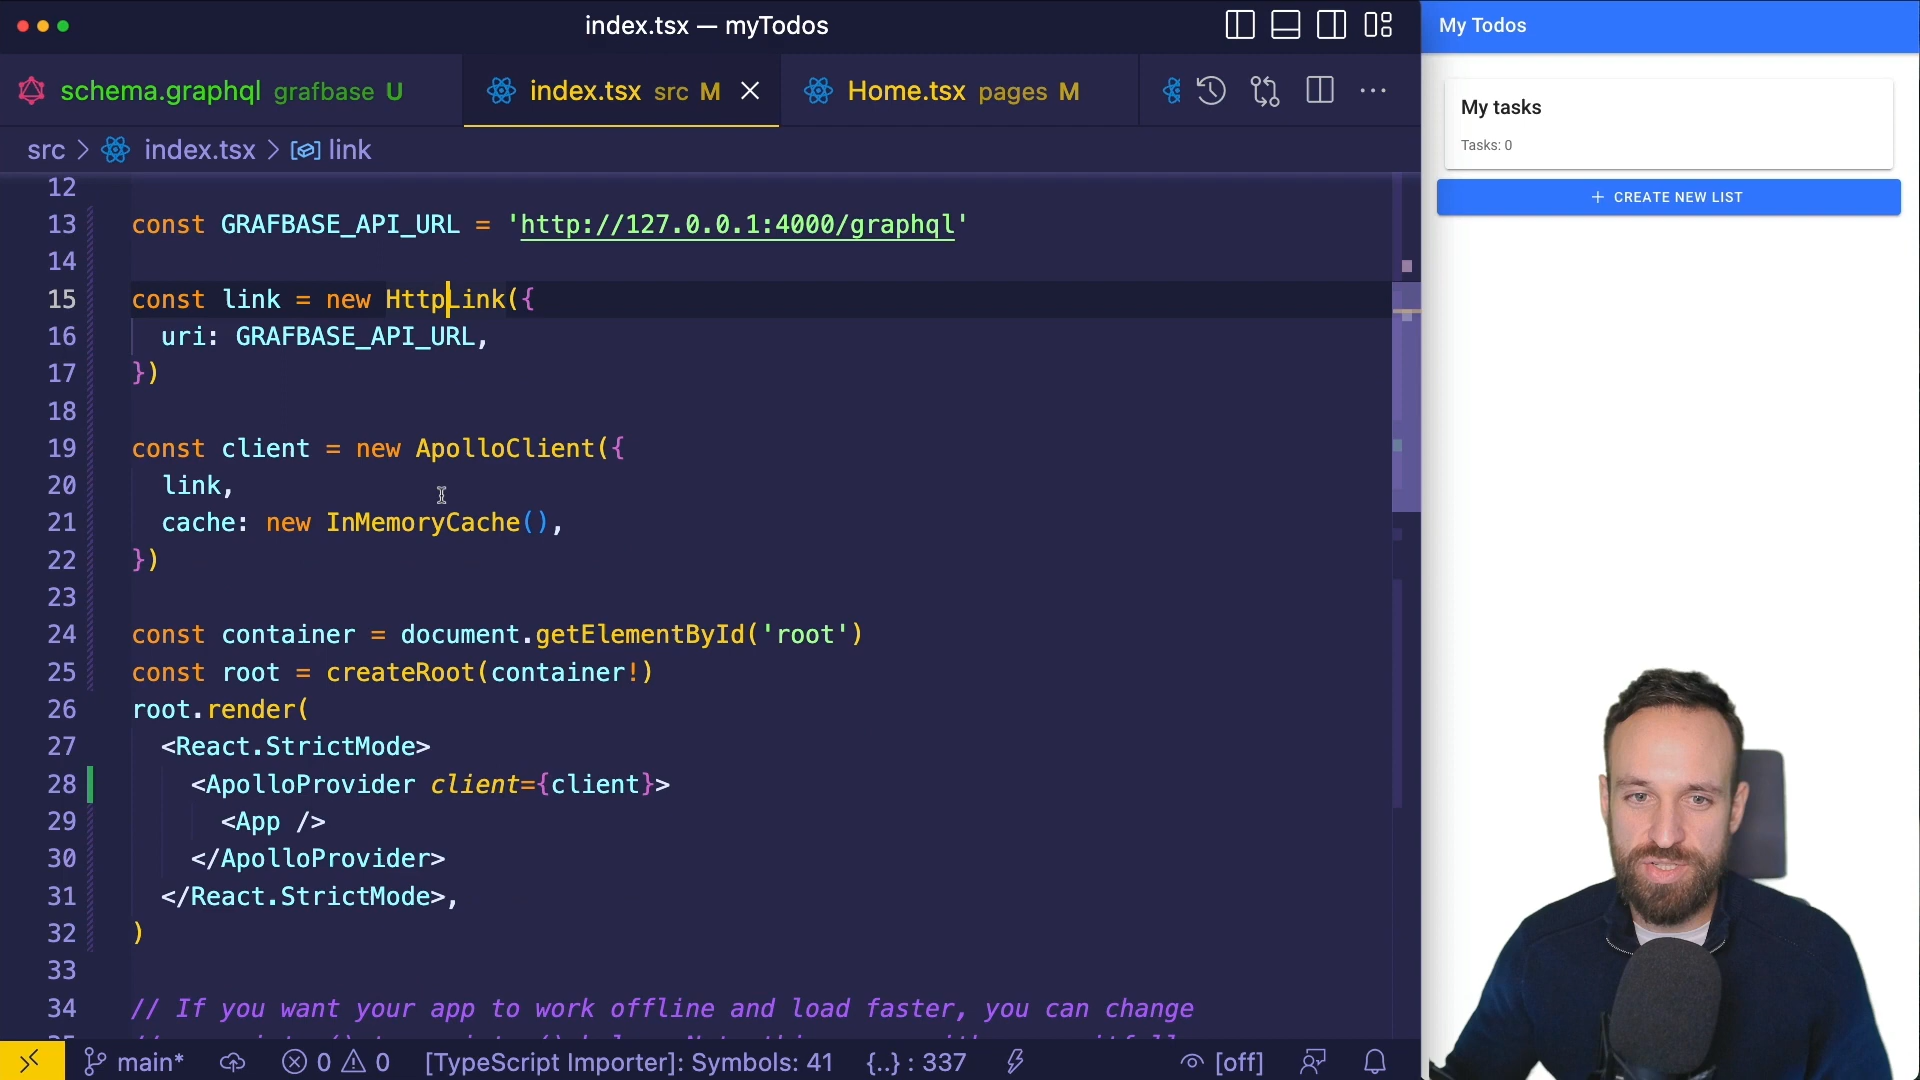 index.tsx — myTodos
schema.graphql grafbase U
index.tsx src M
Home.tsx pages M
src > index.tsx > link
12
13 const GRAFBASE_API_URL = 'http://127.0.0.1:4000/graphql'
14
15 const link = new HttpLink({
16 uri: GRAFBASE_API_URL,
17 })
18
19 const client = new ApolloClient({
20 link,
21 cache: new InMemoryCache(),
22 })
23
24 const container = document.getElementById('root')
25 const root = createRoot(container!)
26 root.render(
27 <React.StrictMode>
28 <ApolloProvider client={client}>
29 <App />
30 </ApolloProvider>
31 </React.StrictMode>,
32 )
33
34 // If you want your app to work offline and load faster, you can change
main* 0 0 [TypeScript Importer]: Symbols: 41 {..} : 337 [off]
My Todos
My tasks
Tasks: 0
+ CREATE NEW LIST